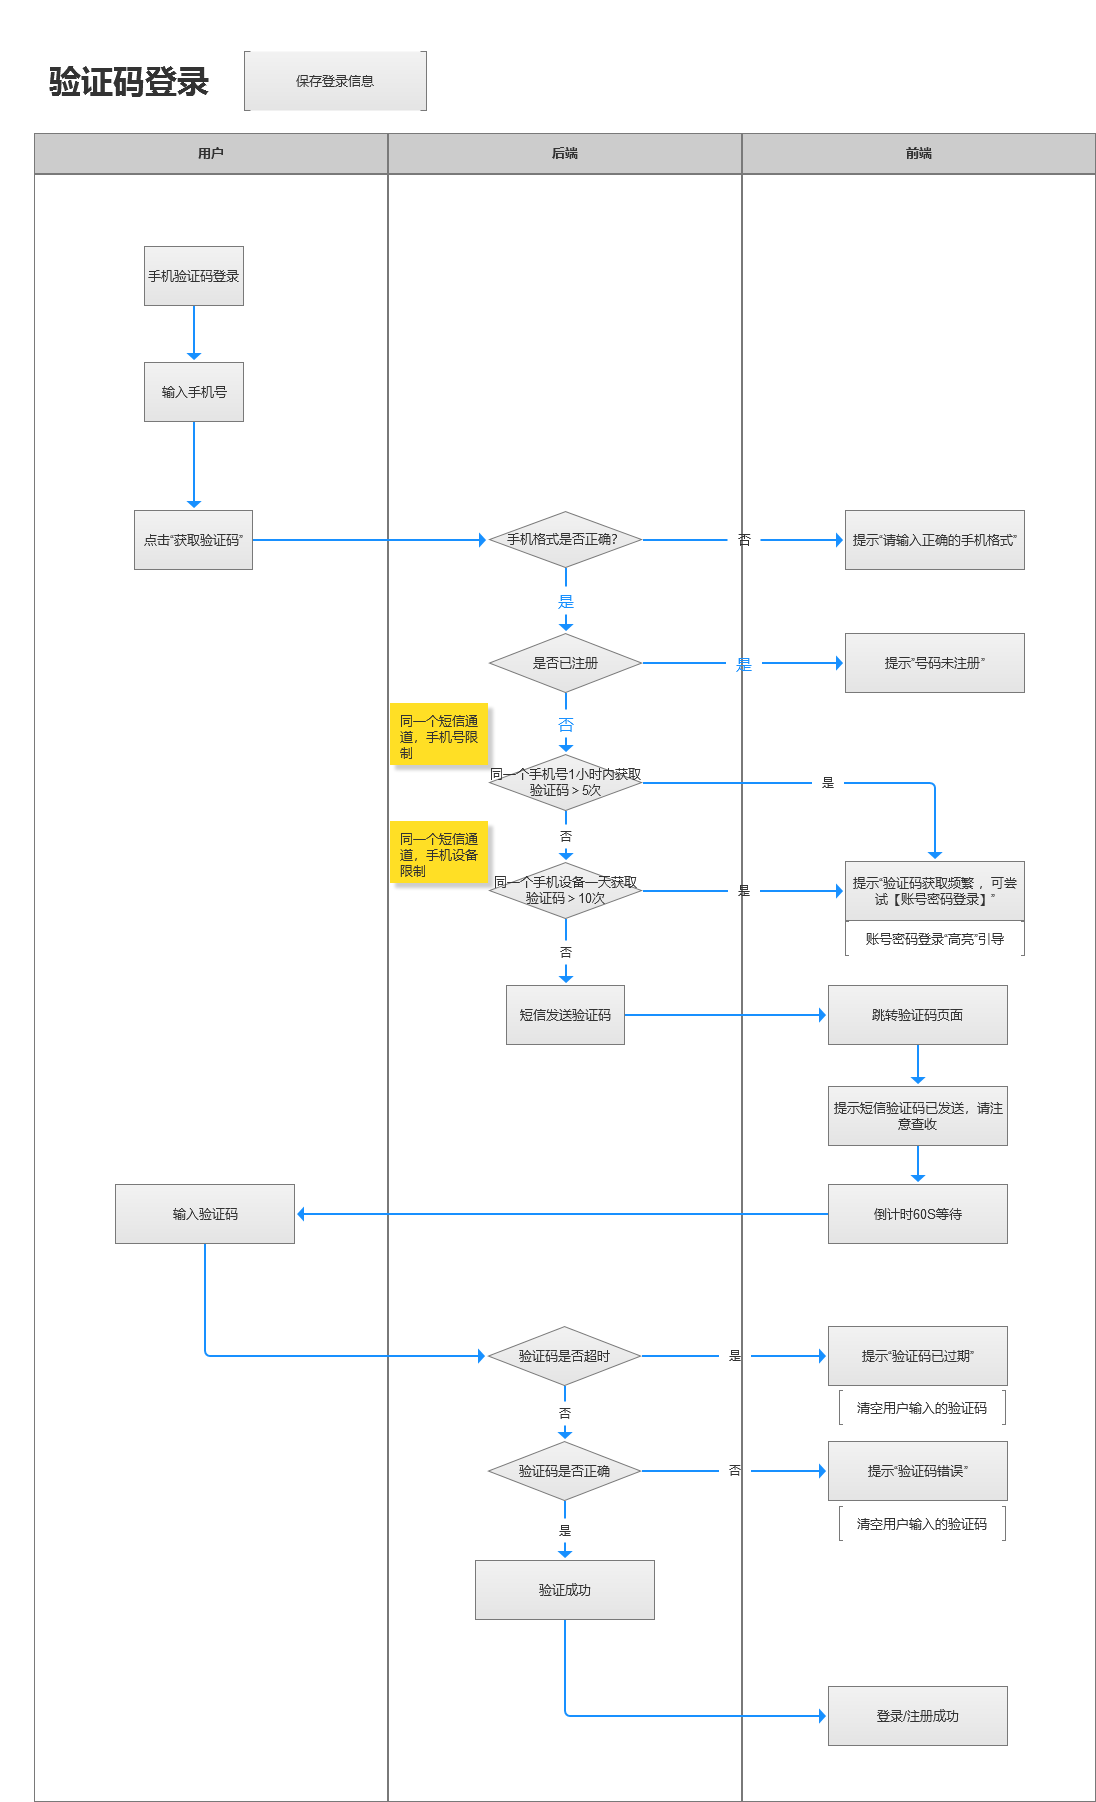 验证码登录
保存登录信息
用户
后端
前端
手机验证码登录
输入手机号
点击“获取验证码”
手机格式是否正确?
否
提示“请输入正确的手机格式”
是
是否已注册
是
提示”号码未注册”
否
同一个短信通
道，手机号限
制
同一个手机号1小时内获取
验证码＞5次
是
否
同一个短信通
道，手机设备
限制
同一个手机设备一天获取
验证码＞10次
是
提示“验证码获取频繁 ，可尝
试【账号密码登录】”
账号密码登录“高亮”引导
否
短信发送验证码
跳转验证码页面
提示短信验证码已发送，请注
意查收
输入验证码
倒计时60S等待
验证码是否超时
是
提示“验证码已过期”
清空用户输入的验证码
否
验证码是否正确
否
提示“验证码错误”
清空用户输入的验证码
是
验证成功
登录/注册成功